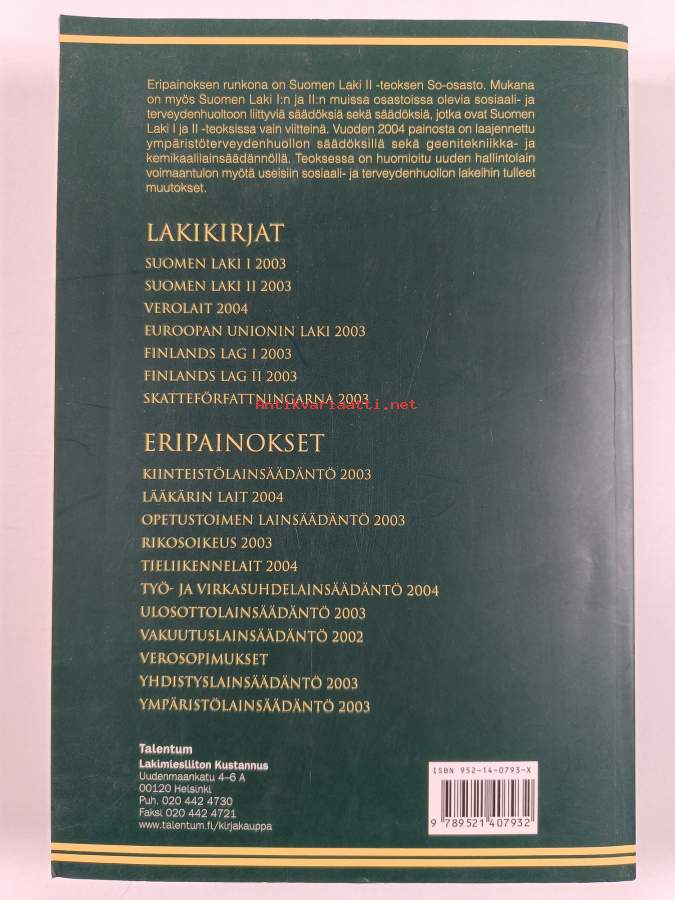 Eripainoksen runkona on Suomen Laki II -teoksen So-osasto. Mukana
on myös Suomen Laki I:n ja II:n muissa osastoissa olevia sosiaali- ja
terveydenhuoltoon liittyviä säädöksiä sekä säädöksiä, jotka ovat Suomen
Laki I ja II -teoksissa vain viitteinä. Vuoden 2004 painosta on laajennettu
ympäristöterveydenhuollon säädöksillä sekä geenitekniikka- ja
kemikaalilainsäädännöllä. Teoksessa on huomioitu uuden hallintolain
voimaantulon myötä useisiin sosiaali- ja terveydenhuollon lakeihin tulleet
muutokset.
LAKIKIRJAT
SUOMEN LAKI I 2003
SUOMEN LAKI II 2003
VEROLAIT 2004
EUROOPAN UNIONIN LAKI 2003
FINLANDS LAG I 2003
FINLANDS LAG II 2003
SKATTEFÖRFATTNINGARNA 2003
Antikvariaatti.net
ERIPAINOKSET
KIINTEISTÖLAINSÄÄDÄNTÖ 2003
LÄÄKÄRIN LAIT 2004
OPETUSTOIMEN LAINSÄÄDÄNTÖ 2003
RIKOSOIKEUS 2003
TIELIIKENNELAIT 2004
TYÖ- JA VIRKASUHDELAINSÄÄDÄNTÖ 2004
ULOSOTTOLAINSÄÄDÄNTÖ 2003
VAKUUTUSLAINSÄÄDÄNTÖ 2002
VEROSOPIMUKSET
YHDISTYSLAINSÄÄDÄNTÖ 2003
YMPÄRISTÖLAINSÄÄDÄNTÖ 2003
Talentum
Lakimiesliiton Kustannus
Uudenmaankatu 4–6 A
00120 Helsinki
Puh. 020 442 4730
Faksi 020 442 4721
www.talentum.fi/kirjakauppa
ISBN 952-14-0793-X
9 789521 407932